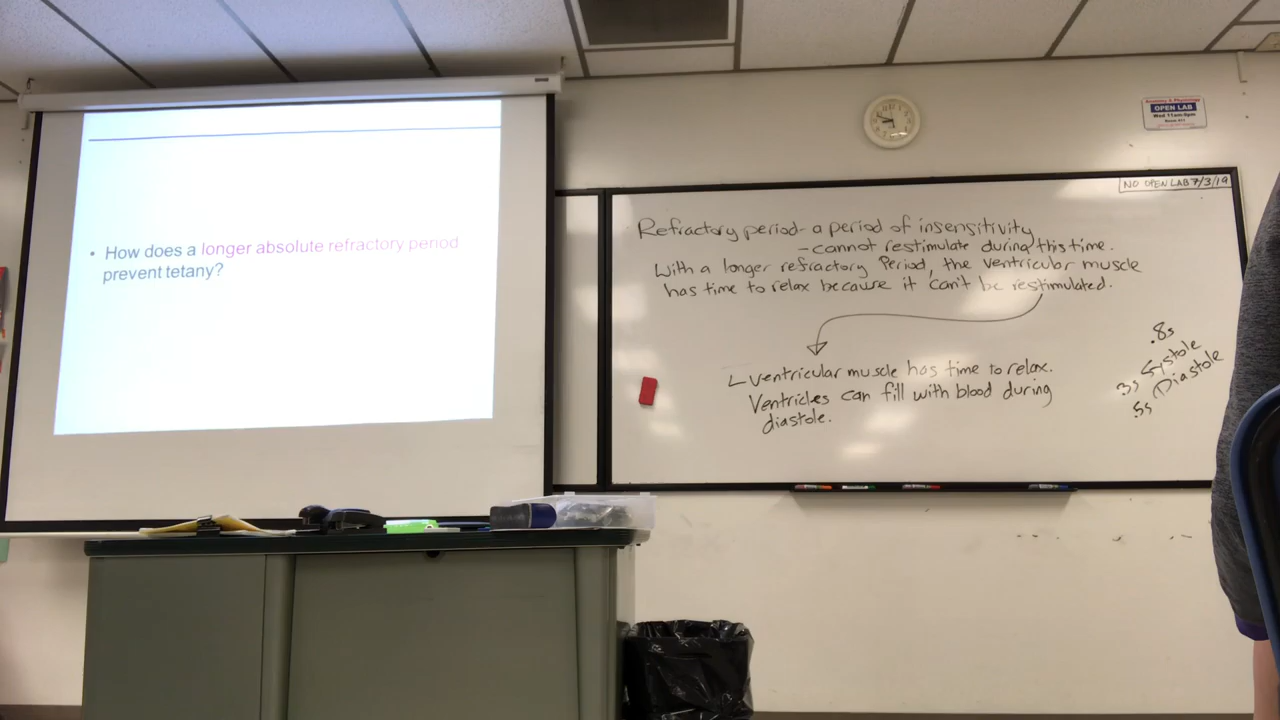 • How does a longer absolute refractory period
prevent tetany?
OPEN LAB
Wed 11am-5pm
NO OPEN LAB 7/3/19
Refractory period- a period of insensitivity
- cannot restimulate during this time.
With a longer refractory Period, the ventricular muscle
has time to relax because it can't be restimulated.
ventricular muscle has time to relax.
Ventricles can fill with blood during
diastole.
.8s
.3s Systole
.5s Diastole